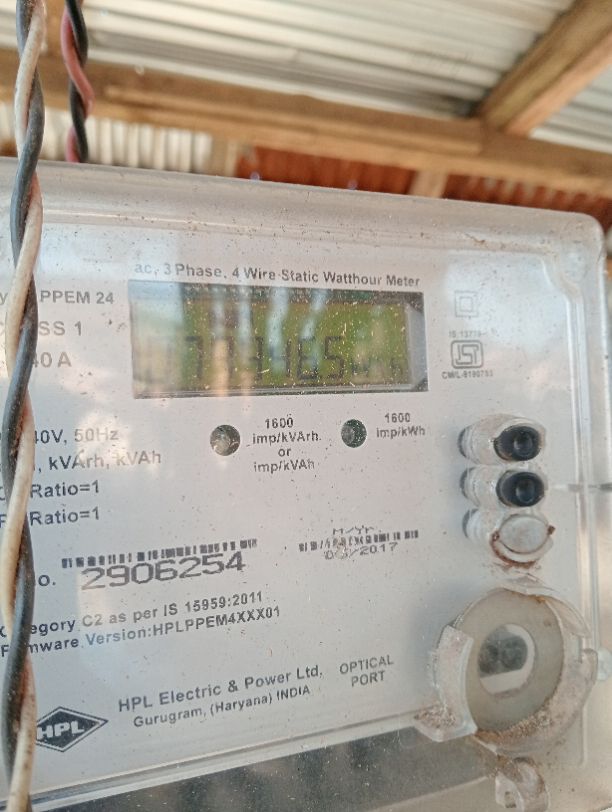 ac, 3 Phase, 4 Wire Static Watthour Meter
PPEM 24
SS 1
40 A
IS:13779
CM/L-9190793
1600
imp/kVArh
or
imp/kVAh
1600
imp/kWh
40V, 50Hz
kVArh, kVAh
Ratio=1
Ratio=1
M/Yr
2017
o. 2906254
Category C2 as per IS 15959:2011
Firmware Version:HPLPPEM4XXX01
HPL Electric & Power Ltd,
Gurugram, (Haryana) INDIA
OPTICAL
PORT
HPL